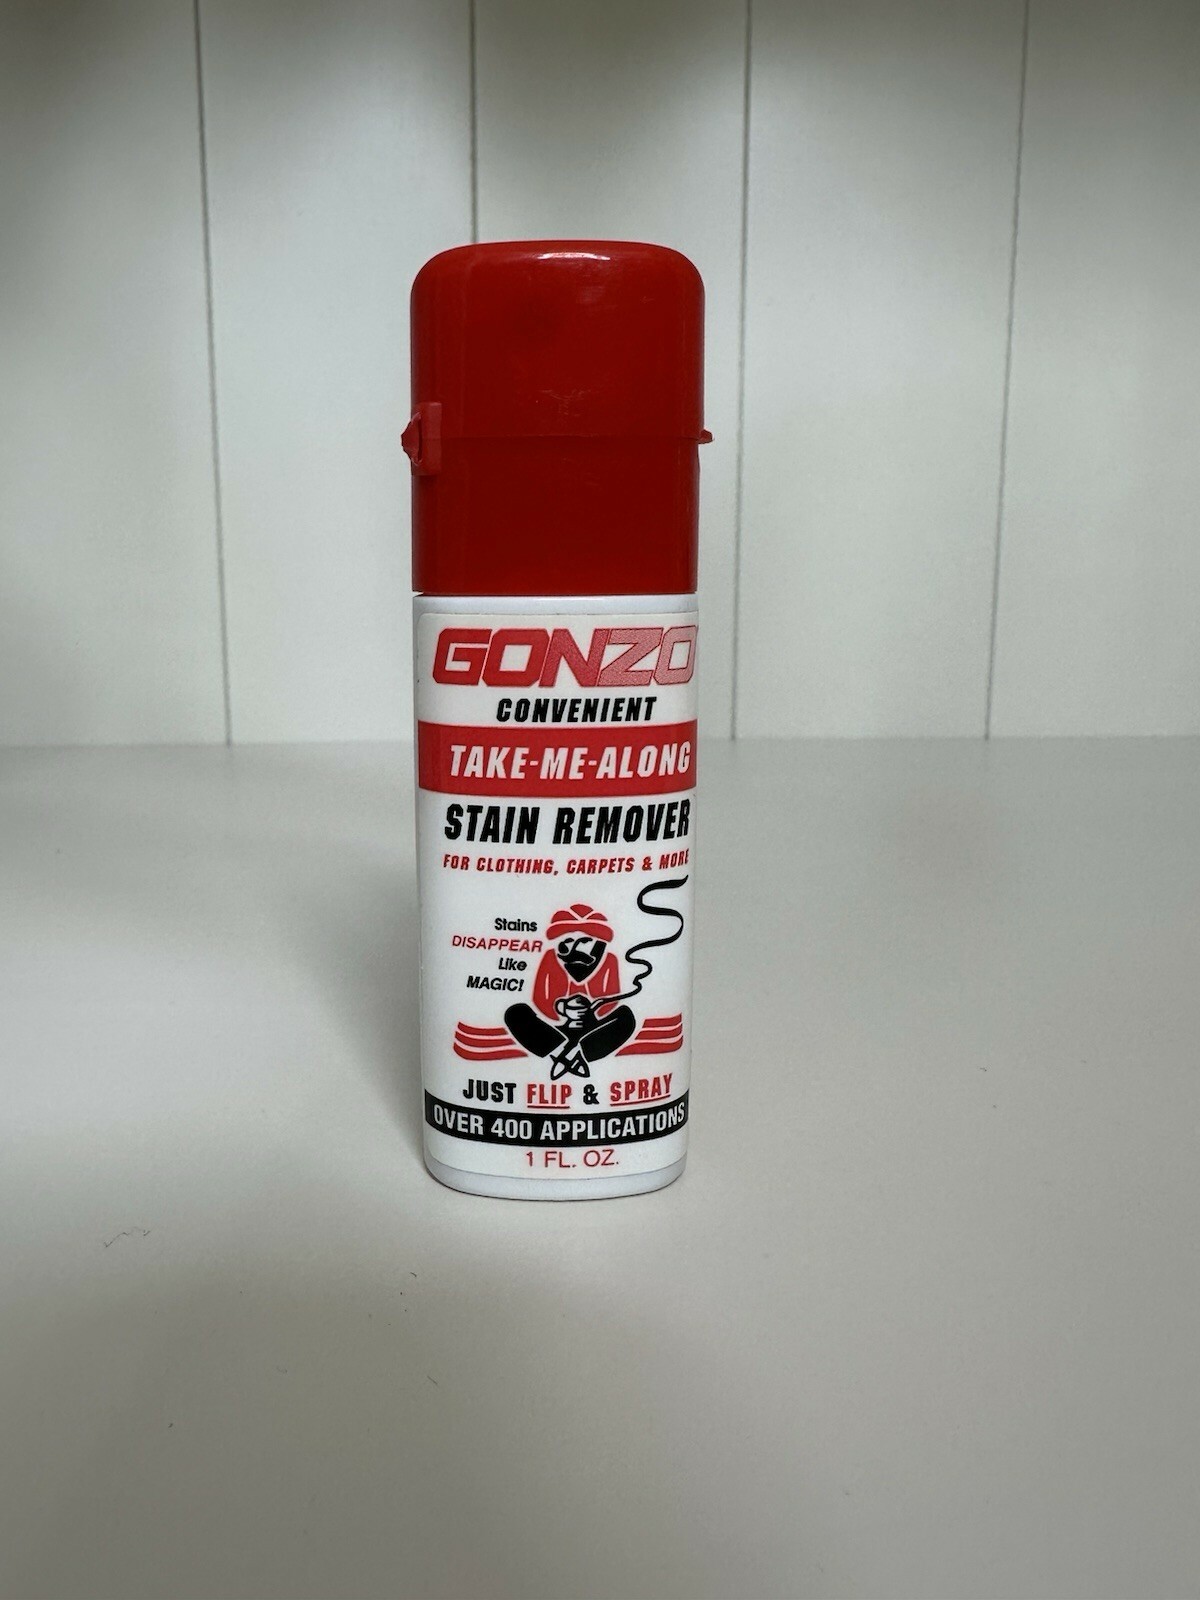 GONZO
CONVENIENT
TAKE-ME-ALONG
STAIN REMOVER
FOR CLOTHING, CARPETS & MORE
Stains
DISAPPEAR
Like
MAGIC!
JUST FLIP & SPRAY
OVER 400 APPLICATIONS
1 FL. OZ.